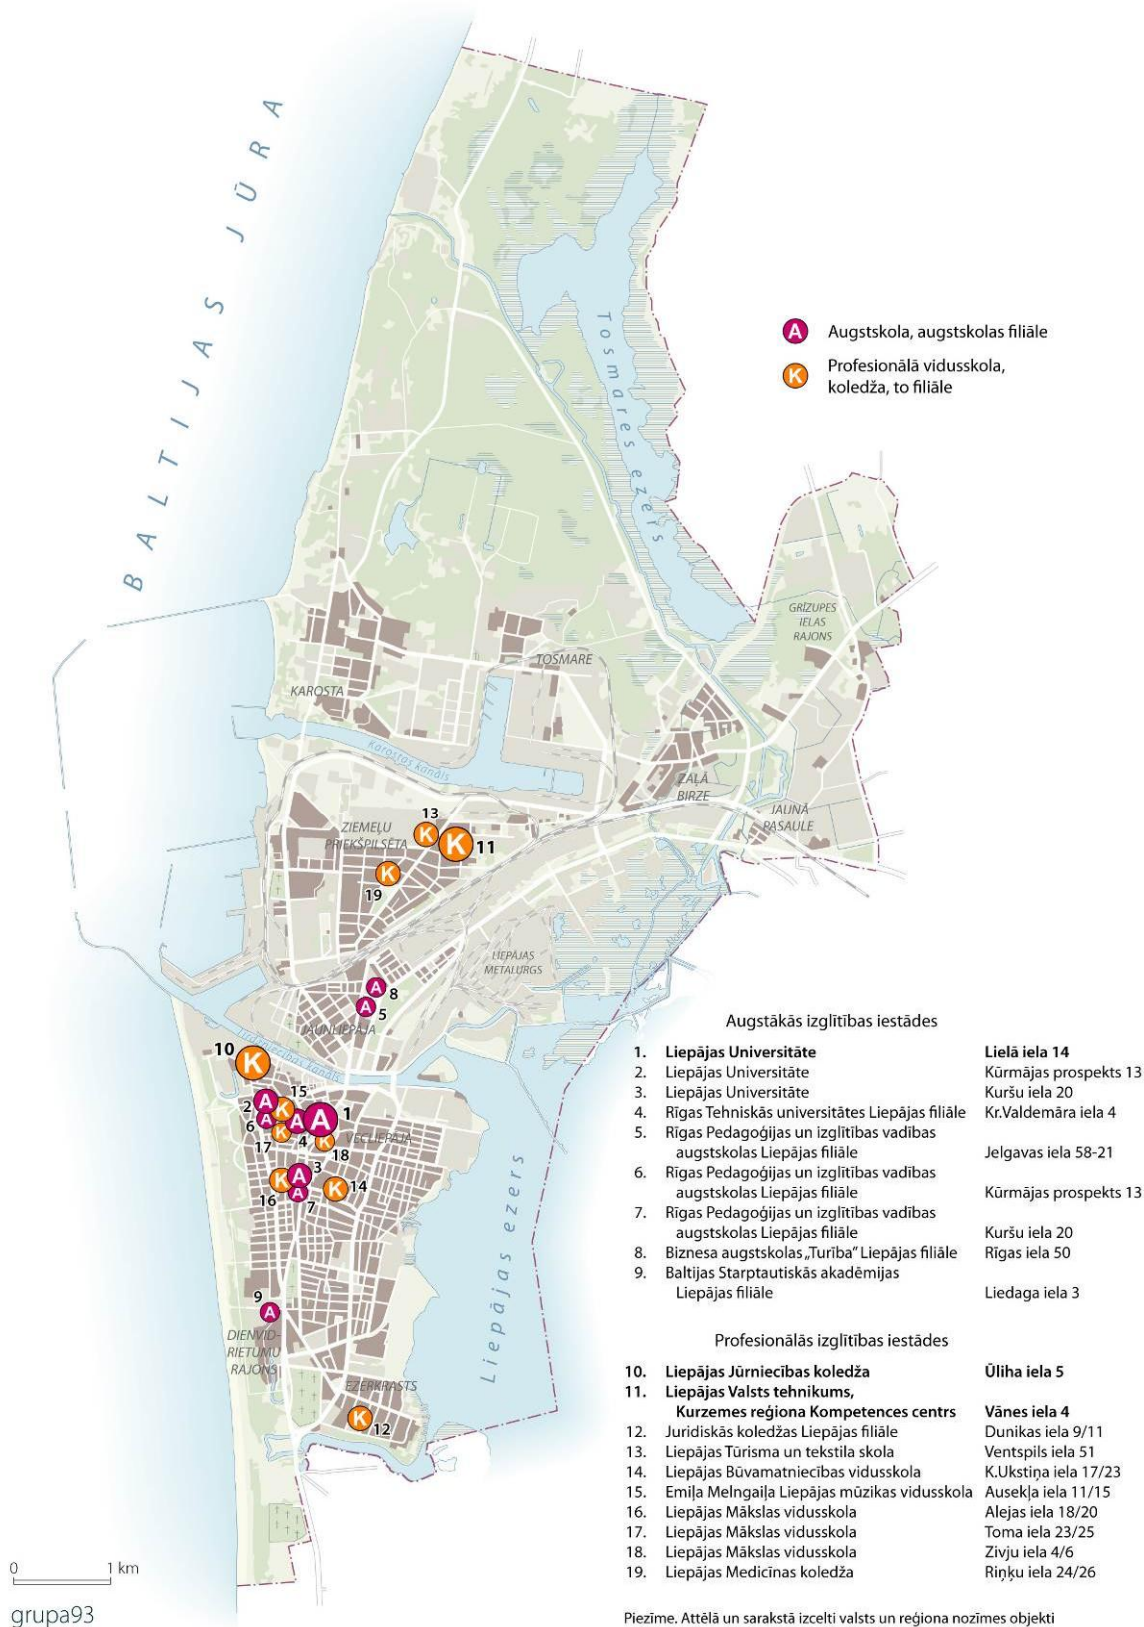 BALTIJAS JŪRA
Tosmares ezers
A Augstskola, augstskolas filiāle
K Profesionālā vidusskola,
koledža, to filiāle
GRĪZUPES
IELAS
RAJONS
TOSMARE
KAROSTA
Karostas kanāls
ZAĻĀ
BIRZE
JAUNĀ
PASAULE
ZIEMEĻU
PRIEKŠPILSĒTA
13
K
K
11
K
19
LIEPĀJAS
METALURGS
A
8
A
5
JAUNLIEPĀJA
Tirdzniecības kanāls
10
K
15
2
A
K
A
1
6
A
A
17
K
4
K
18
VECLIEPĀJA
3
A
K
16
A
7
K
14
Liepājas ezers
9
A
DIENVID-
RIETUMU
RAJONS
EZERKRASTS
K
12
Augstākās izglītības iestādes
1. Liepājas Universitāte Lielā iela 14
2. Liepājas Universitāte Kūrmājas prospekts 13
3. Liepājas Universitāte Kuršu iela 20
4. Rīgas Tehniskās universitātes Liepājas filiāle Kr.Valdemāra iela 4
5. Rīgas Pedagoģijas un izglītības vadības
augstskolas Liepājas filiāle Jelgavas iela 58-21
6. Rīgas Pedagoģijas un izglītības vadības
augstskolas Liepājas filiāle Kūrmājas prospekts 13
7. Rīgas Pedagoģijas un izglītības vadības
augstskolas Liepājas filiāle Kuršu iela 20
8. Biznesa augstskolas „Turība” Liepājas filiāle Rīgas iela 50
9. Baltijas Starptautiskās akadēmijas
Liepājas filiāle Liedaga iela 3
Profesionālās izglītības iestādes
10. Liepājas Jūrniecības koledža Ūliha iela 5
11. Liepājas Valsts tehnikums,
Kurzemes reģiona Kompetences centrs Vānes iela 4
12. Juridiskās koledžas Liepājas filiāle Dunikas iela 9/11
13. Liepājas Tūrisma un tekstila skola Ventspils iela 51
14. Liepājas Būvamatniecības vidusskola K.Ukstiņa iela 17/23
15. Emiļa Melngaiļa Liepājas mūzikas vidusskola Ausekļa iela 11/15
16. Liepājas Mākslas vidusskola Alejas iela 18/20
17. Liepājas Mākslas vidusskola Toma iela 23/25
18. Liepājas Mākslas vidusskola Zivju iela 4/6
19. Liepājas Medicīnas koledža Riņķu iela 24/26
0 1 km
grupa93
Piezīme. Attēlā un sarakstā izcelti valsts un reģiona nozīmes objekti